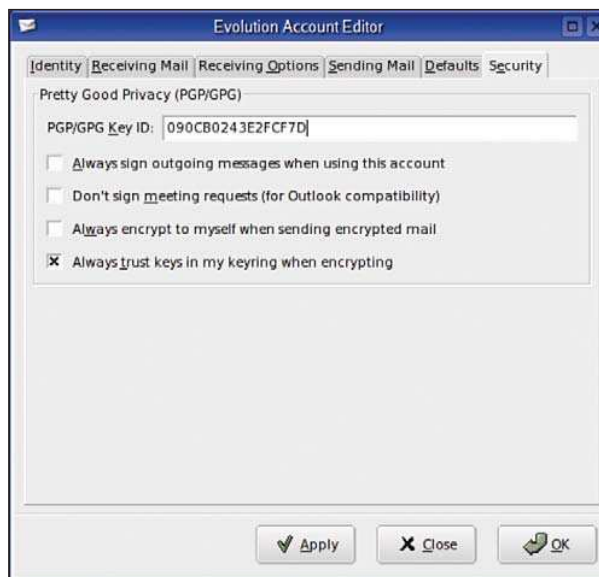 Evolution Account Editor
Identity Receiving Mail Receiving Options Sending Mail Defaults Security
Pretty Good Privacy (PGP/GPG)
PGP/GPG Key ID: 090CB0243E2FCF7D
Always sign outgoing messages when using this account
Don't sign meeting requests (for Outlook compatibility)
Always encrypt to myself when sending encrypted mail
Always trust keys in my keyring when encrypting
Apply Close OK